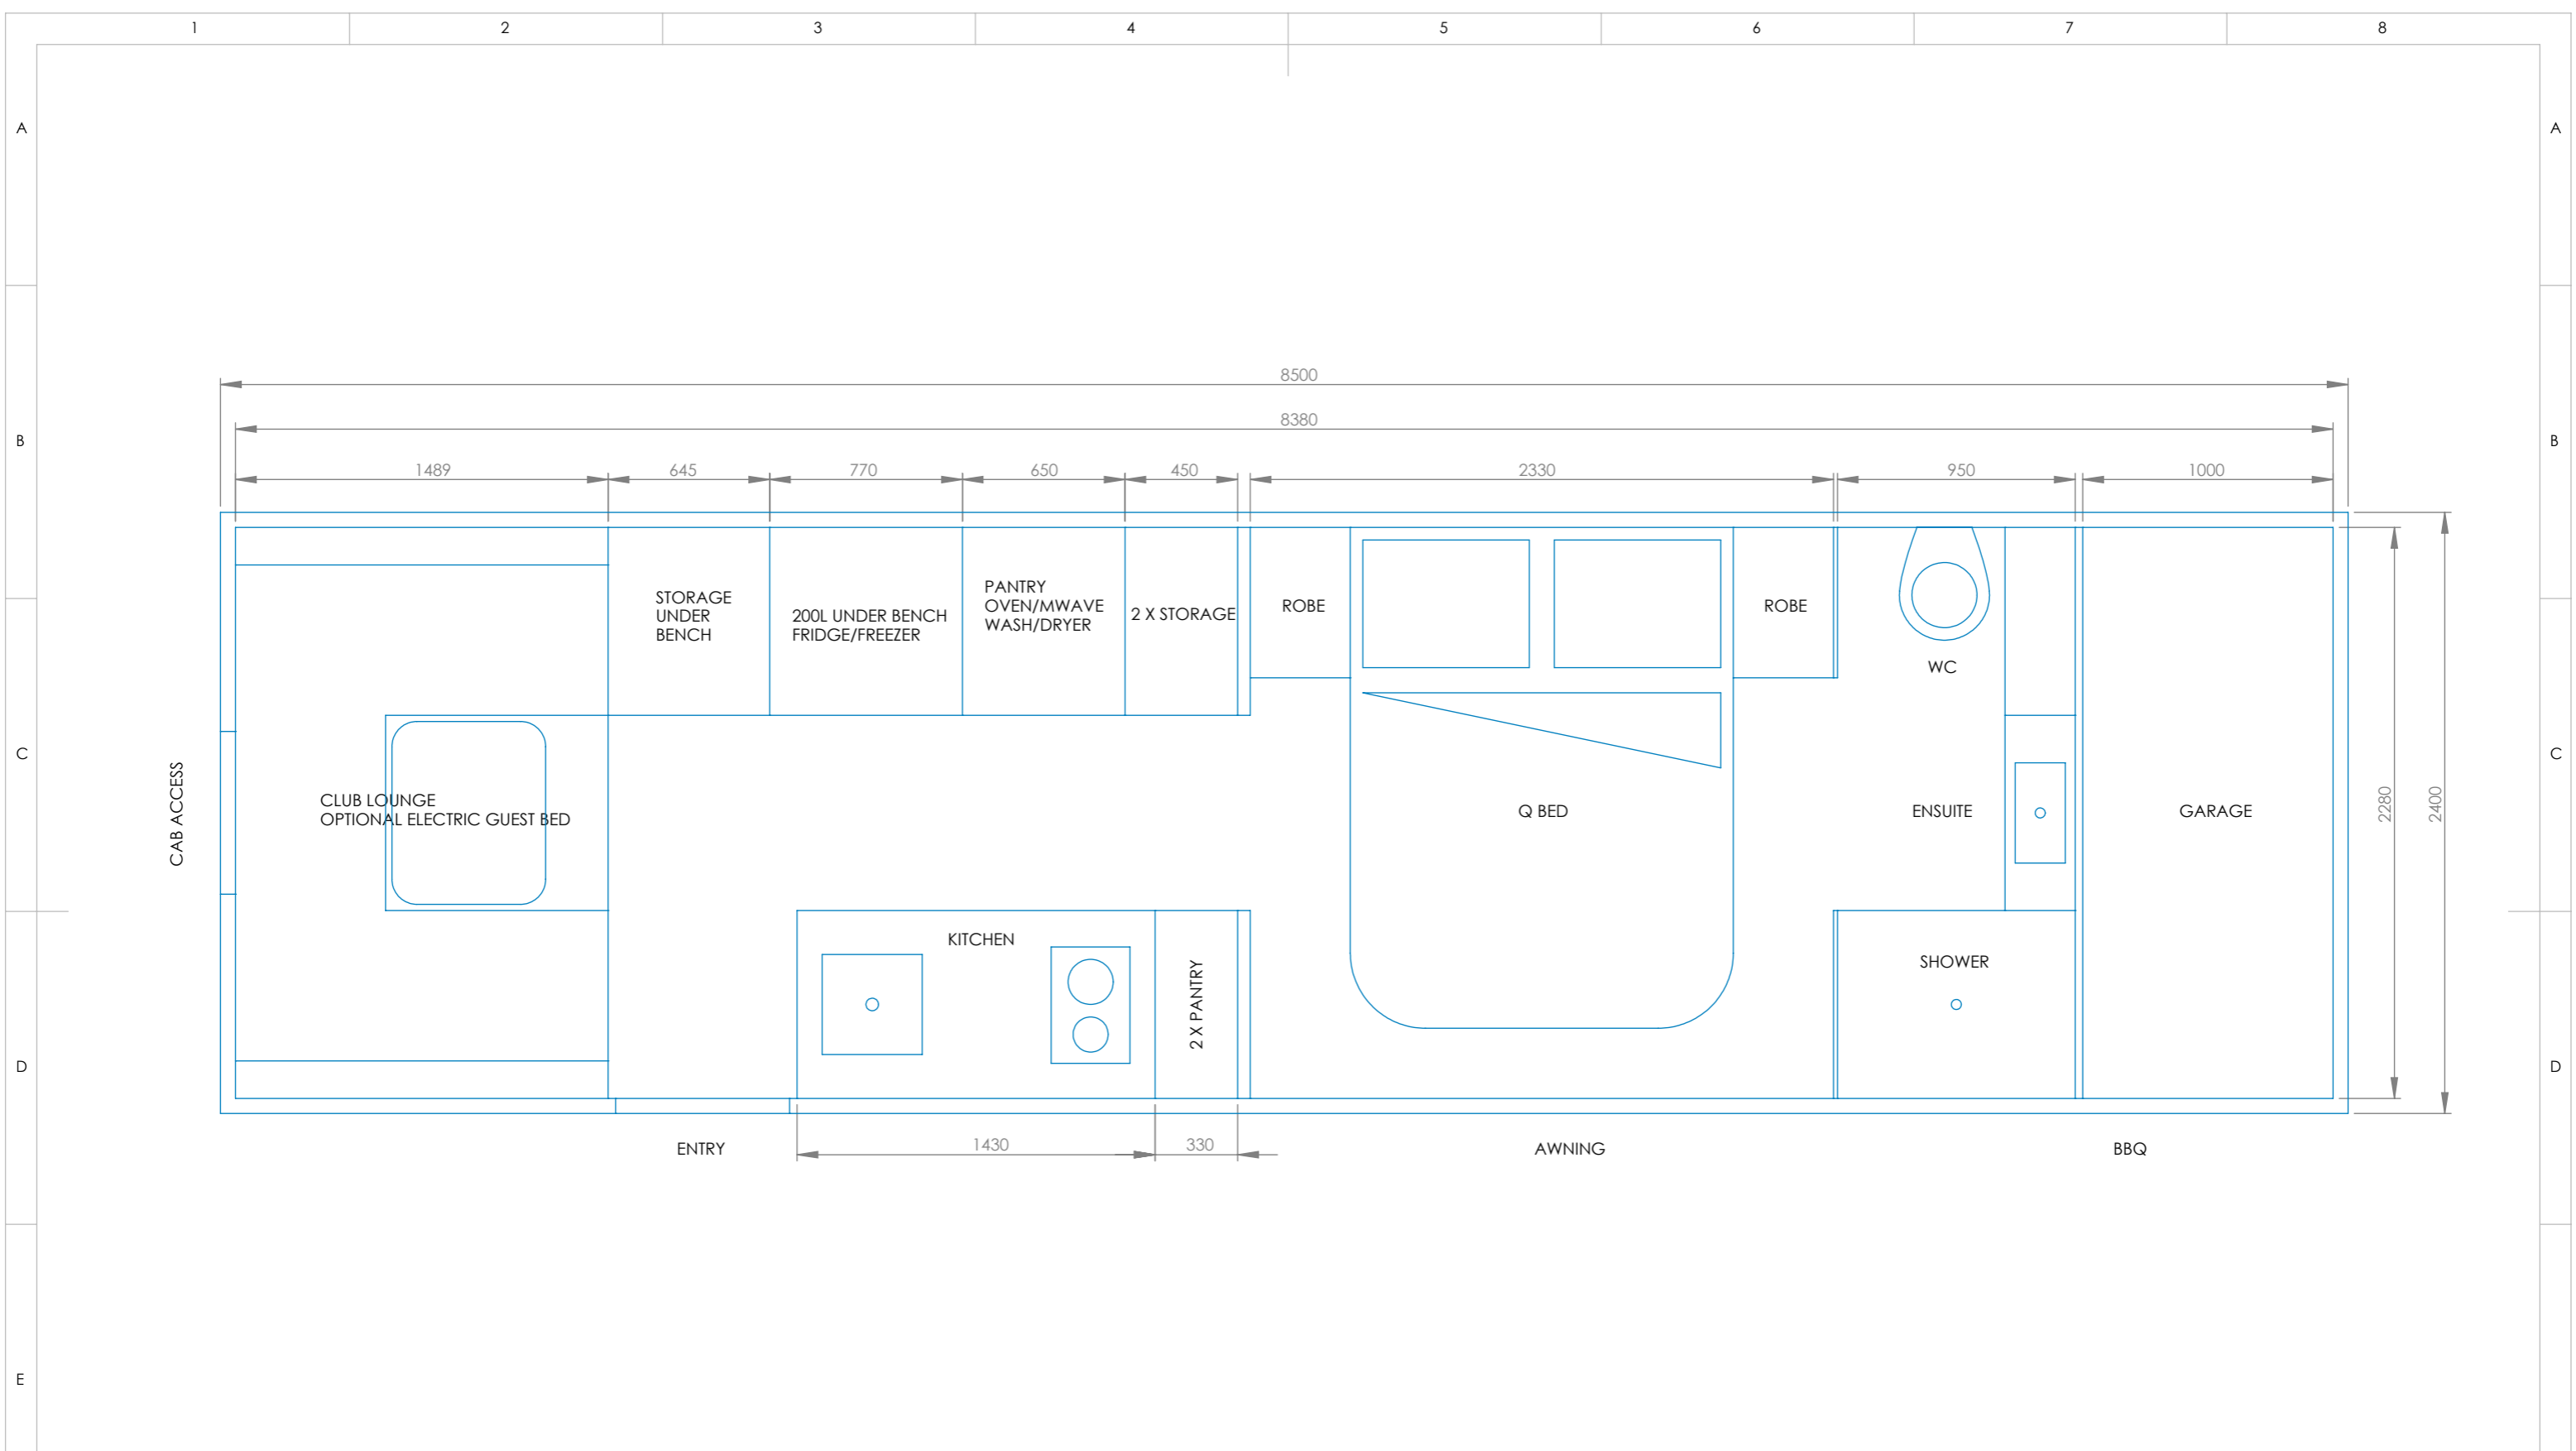 1 2 3 4 5 6 7 8
A A
8500
B B
8380
1489 645 770 650 450 2330 950 1000
STORAGE
UNDER
BENCH
200L UNDER BENCH
FRIDGE/FREEZER
PANTRY
OVEN/MWAVE
WASH/DRYER
2 X STORAGE
ROBE
ROBE
WC
C C
CAB ACCESS
CLUB LOUNGE
OPTIONAL ELECTRIC GUEST BED
Q BED
ENSUITE
GARAGE
2280
2400
KITCHEN
2 X PANTRY
SHOWER
D D
ENTRY
1430
330
AWNING
BBQ
E